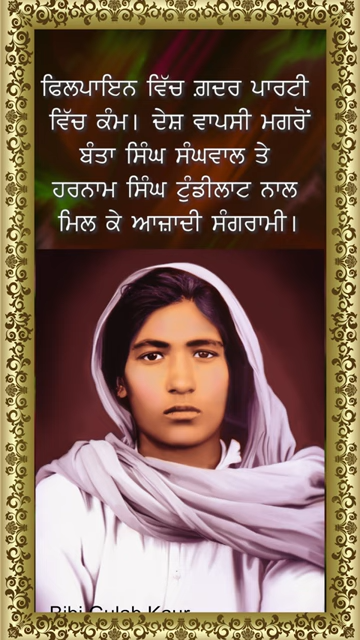 ਫਿਲਪਾਇਨ ਵਿੱਚ ਗ਼ਦਰ ਪਾਰਟੀ
ਵਿੱਚ ਕੰਮ। ਦੇਸ਼ ਵਾਪਸੀ ਮਗਰੋਂ
ਬੰਤਾ ਸਿੰਘ ਸੰਘਵਾਲ ਤੇ
ਹਰਨਾਮ ਸਿੰਘ ਟੁੰਡੀਲਾਟ ਨਾਲ
ਮਿਲ ਕੇ ਆਜ਼ਾਦੀ ਸੰਗਰਾਮੀ।
Bibi Gulab Kaur